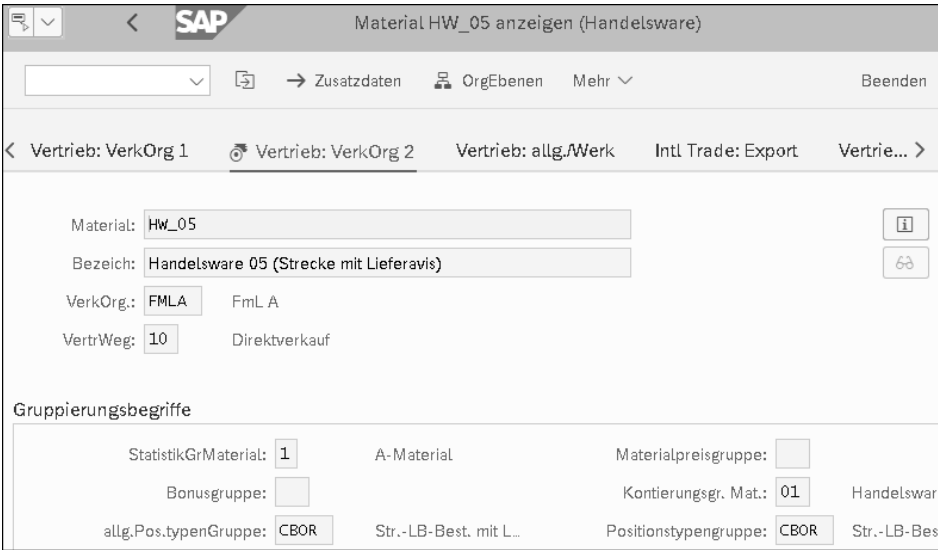 SAP Material HW_05 anzeigen (Handelsware)
Zusatzdaten OrgEbenen Mehr Beenden
Vertrieb: VerkOrg 1 Vertrieb: VerkOrg 2 Vertrieb: allg./Werk Intl Trade: Export Vertrie...
Material: HW_05
Bezeich: Handelsware 05 (Strecke mit Lieferavis)
VerkOrg.: FMLA FmL A
VertrWeg: 10 Direktverkauf
Gruppierungsbegriffe
StatistikGrMaterial: 1 A-Material Materialpreisgruppe:
Bonusgruppe: Kontierungsgr. Mat.: 01 Handelswar
allg.Pos.typenGruppe: CBOR Str.-LB-Best. mit L... Positionstypengruppe: CBOR Str.-LB-Bes